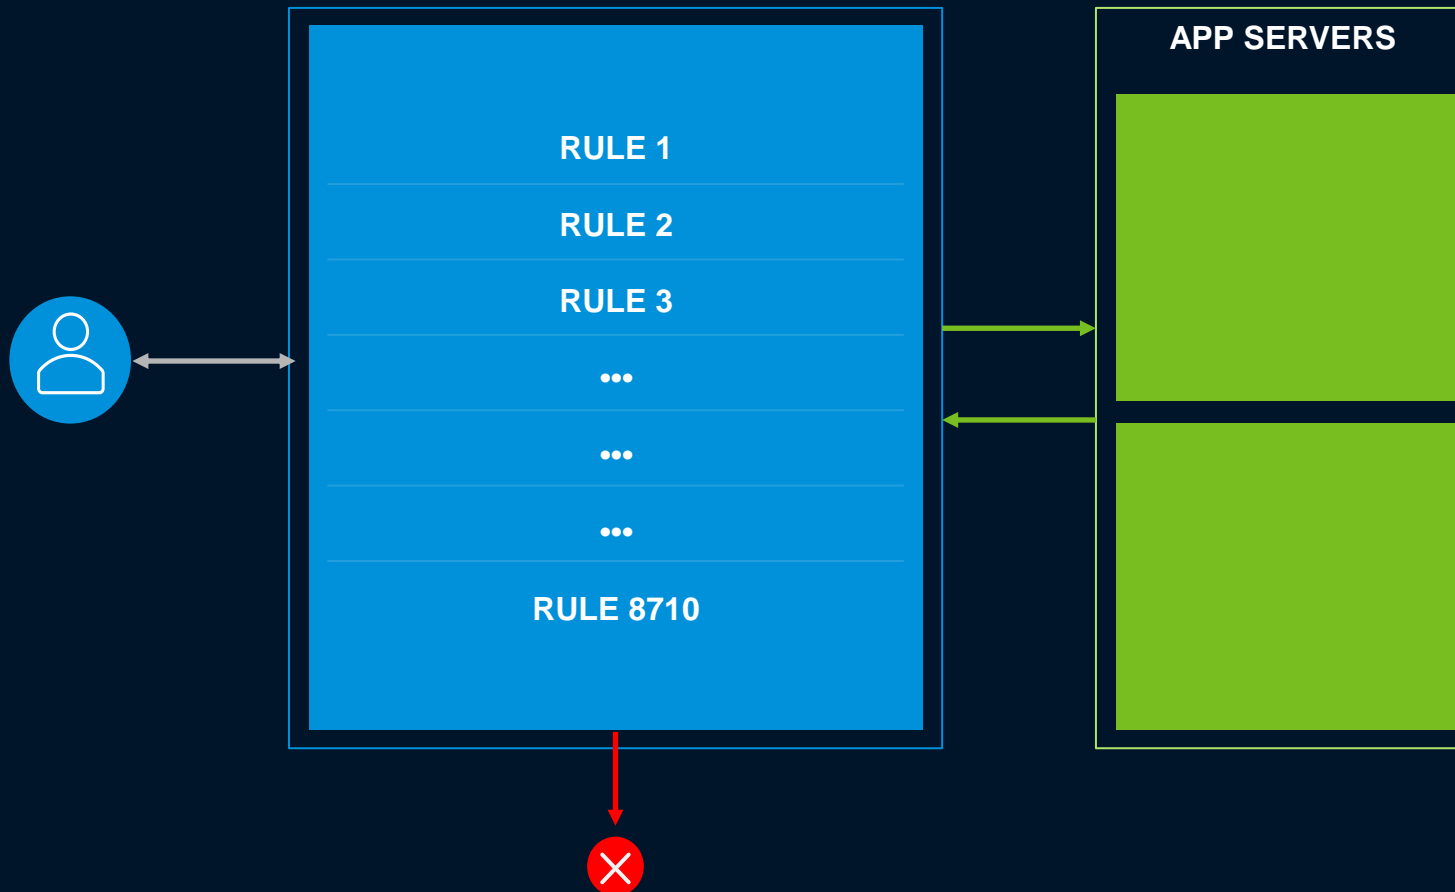 APP SERVERS
RULE 1
RULE 2
RULE 3
•••
•••
•••
RULE 8710